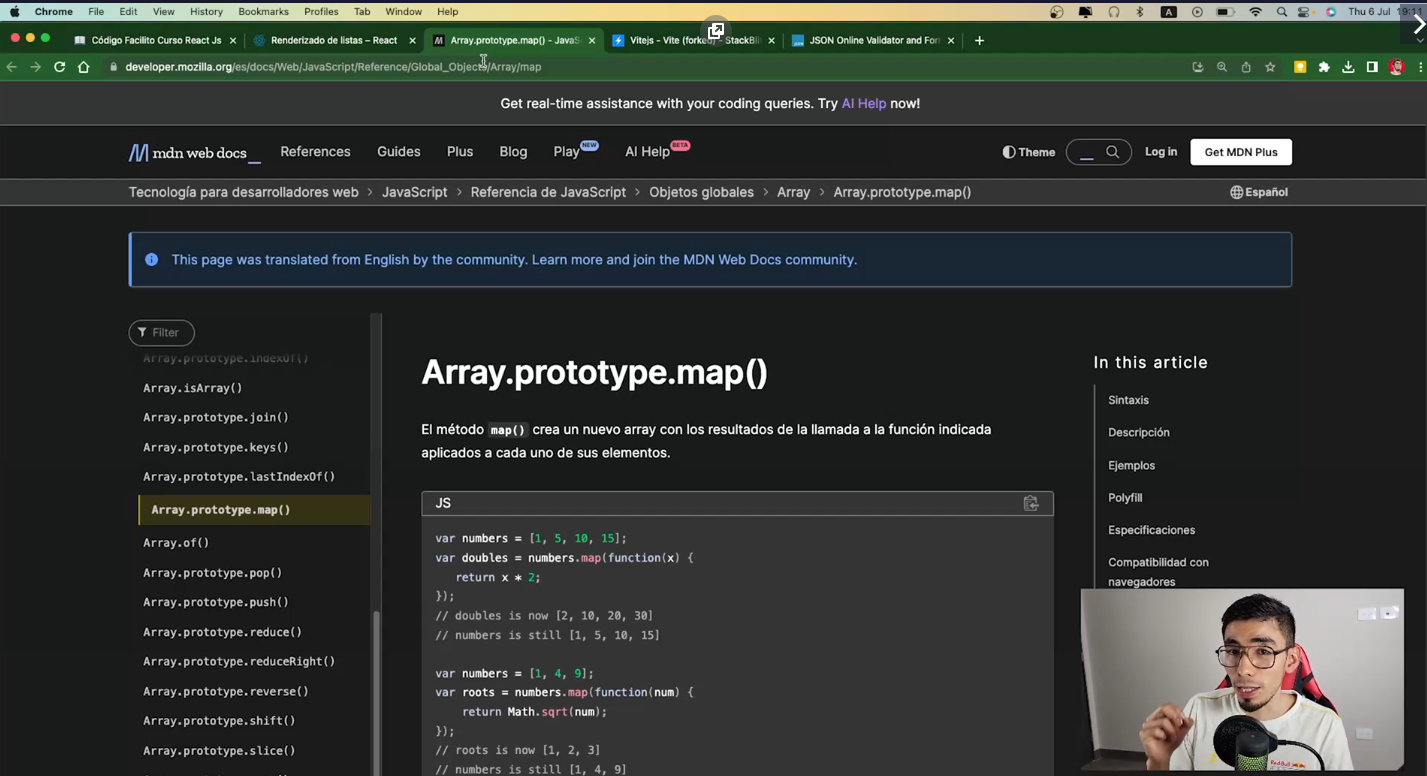 Chrome File Edit View History Bookmarks Profiles Tab Window Help
A
Thu 6 Jul 19:11
Código Facilito Curso React Js
Renderizado de listas – React
Array.prototype.map() - JavaS
Vitejs - Vite (forked) - StackBli
JSON Online Validator and For
developer.mozilla.org/es/docs/Web/JavaScript/Reference/Global_Objects/Array/map
Get real-time assistance with your coding queries. Try AI Help now!
mdn web docs_
References
Guides
Plus
Blog
Play NEW
AI Help BETA
Theme
Log in
Get MDN Plus
Tecnología para desarrolladores web > JavaScript > Referencia de JavaScript > Objetos globales > Array > Array.prototype.map()
Español
This page was translated from English by the community. Learn more and join the MDN Web Docs community.
Filter
Array.prototype.indexOf()
Array.isArray()
Array.prototype.join()
Array.prototype.keys()
Array.prototype.lastIndexOf()
Array.prototype.map()
Array.of()
Array.prototype.pop()
Array.prototype.push()
Array.prototype.reduce()
Array.prototype.reduceRight()
Array.prototype.reverse()
Array.prototype.shift()
Array.prototype.slice()
Array.prototype.map()
El método map() crea un nuevo array con los resultados de la llamada a la función indicada
aplicados a cada uno de sus elementos.
JS
var numbers = [1, 5, 10, 15];
var doubles = numbers.map(function(x) {
return x * 2;
});
// doubles is now [2, 10, 20, 30]
// numbers is still [1, 5, 10, 15]
var numbers = [1, 4, 9];
var roots = numbers.map(function(num) {
return Math.sqrt(num);
});
// roots is now [1, 2, 3]
// numbers is still [1, 4, 9]
In this article
Sintaxis
Descripción
Ejemplos
Polyfill
Especificaciones
Compatibilidad con
navegadores
Red Bull